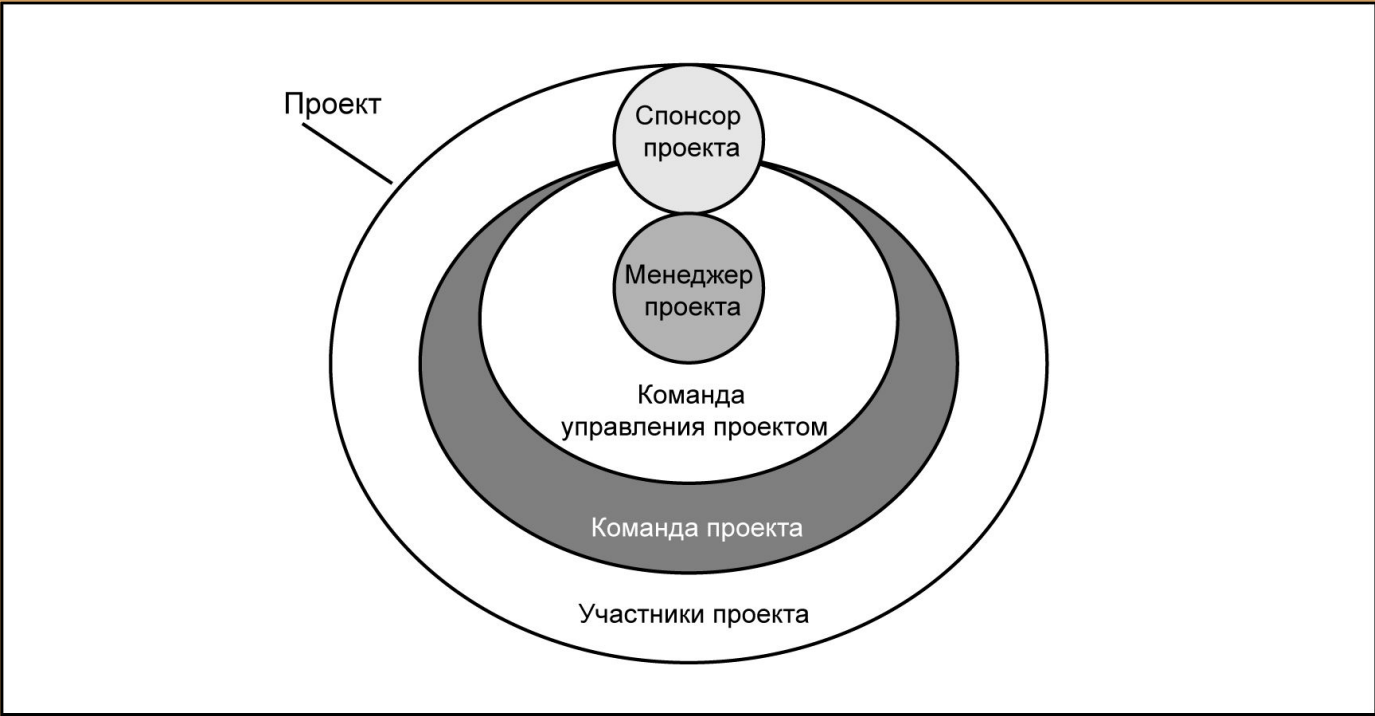 Проект
Спонсор
проекта
Менеджер
проекта
Команда
управления проектом
Команда проекта
Участники проекта